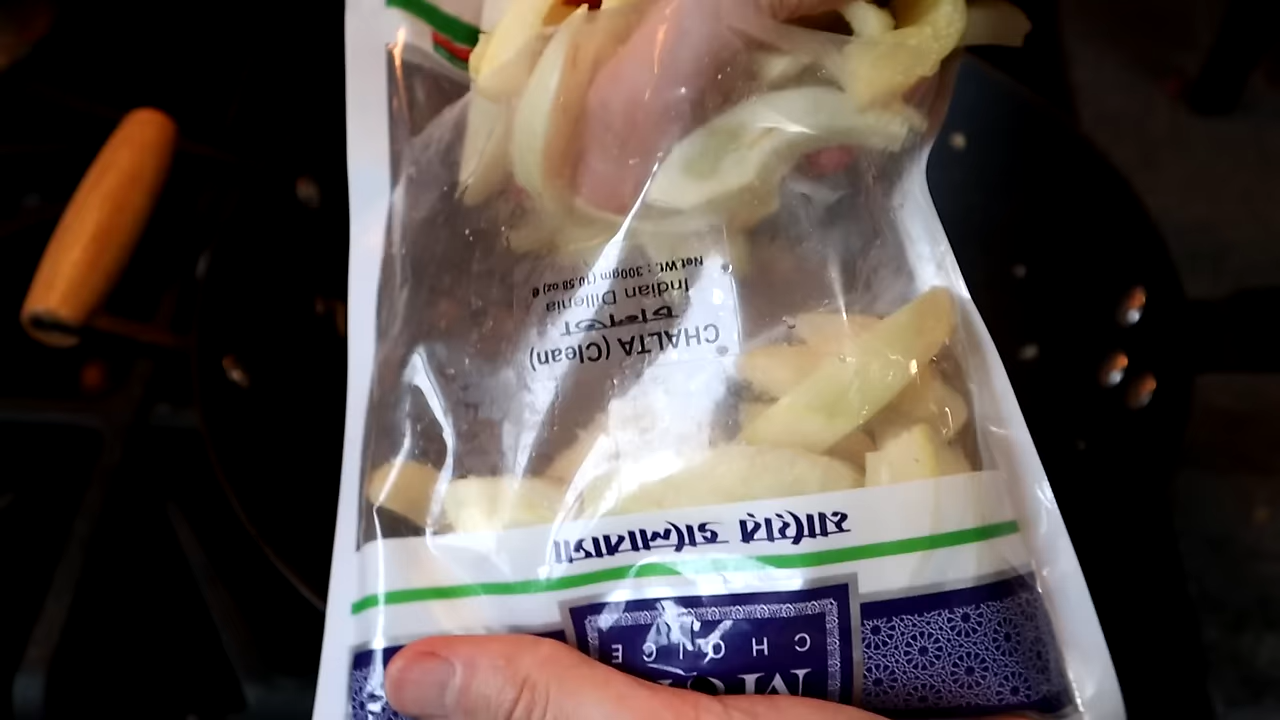 CHOICE
মায়ের ভালোবাসা
CHALTA (Clean)
চালতা
Indian Dillenia
Net Wt. : 300gm (10.58 oz) e